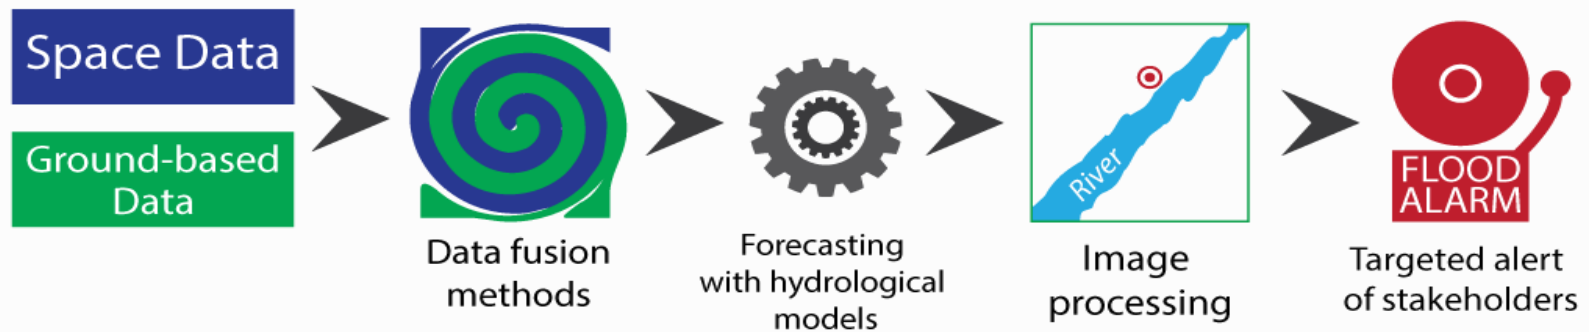 Space Data
Ground-based
Data
Data fusion
methods
Forecasting
with hydrological
models
River
Image
processing
FLOOD
ALARM
Targeted alert
of stakeholders